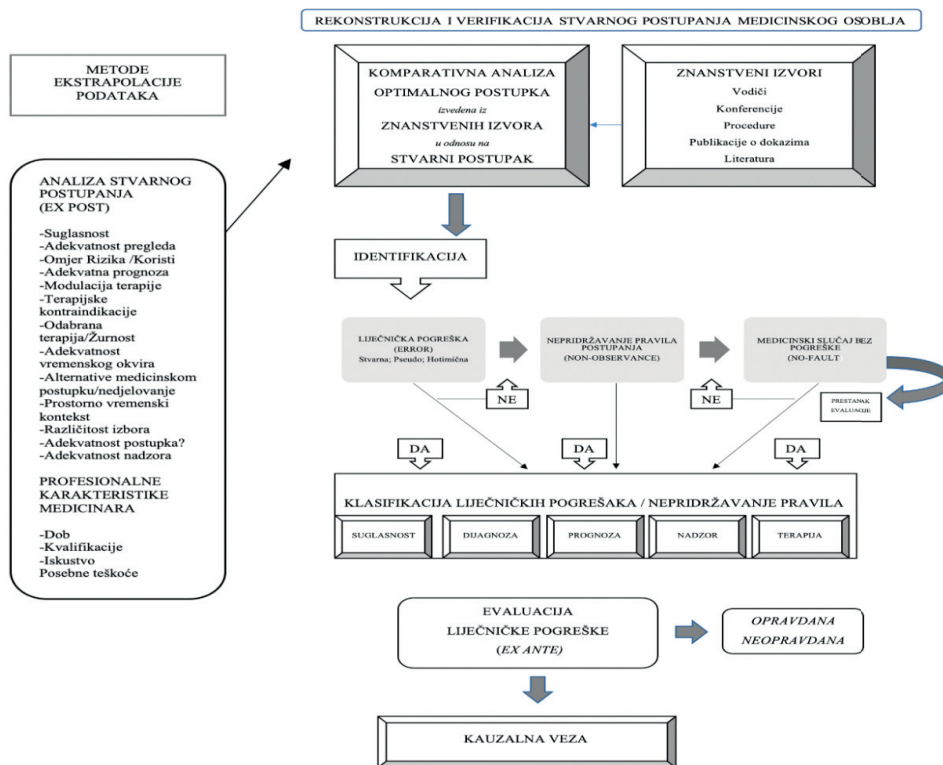 REKONSTRUKCIJA I VERIFIKACIJA STVARNOG POSTUPANJA MEDICINSKOG OSOBLJA
METODE
EKSTRAPOLACIJE
PODATAKA
KOMPARATIVNA ANALIZA
OPTIMALNOG POSTUPKA
izvedena iz
ZNANSTVENIH IZVORA
u odnosu na
STVARNI POSTUPAK
ZNANSTVENI IZVORI
Vodiči
Konferencije
Procedure
Publikacije o dokazima
Literatura
ANALIZA STVARNOG
POSTUPANJA
(EX POST)
-Suglasnost
-Adekvatnost pregleda
-Omjer Rizika /Koristi
-Adekvatna prognoza
-Modulacija terapije
-Terapijske
kontraindikacije
-Odabrana
terapija/Žurnost
-Adekvatnost
vremenskog okvira
-Alternative medicinskom
postupku/nedjelovanje
-Prostorno vremenski
kontekst
-Različitost izbora
-Adekvatnost postupka?
-Adekvatnost nadzora
PROFESIONALNE
KARAKTERISTIKE
MEDICINARA
-Dob
-Kvalifikacije
-Iskustvo
Posebne teškoće
IDENTIFIKACIJA
LIJEČNIČKA POGREŠKA
(ERROR)
Stvarna; Pseudo; Hotimična
NEPRIDRŽAVANJE PRAVILA
POSTUPANJA
(NON-OBSERVANCE)
MEDICINSKI SLUČAJ BEZ
POGREŠKE
(NO-FAULT
NE
NE
PRESTANAK
EVALUACIJE
DA
DA
DA
KLASIFIKACIJA LIJEČNIČKIH POGREŠAKA / NEPRIDRŽAVANJE PRAVILA
SUGLASNOST
DIJAGNOZA
PROGNOZA
NADZOR
TERAPIJA
EVALUACIJA
LIJEČNIČKE POGREŠKE
(EX ANTE)
OPRAVDANA
NEOPRAVDANA
KAUZALNA VEZA